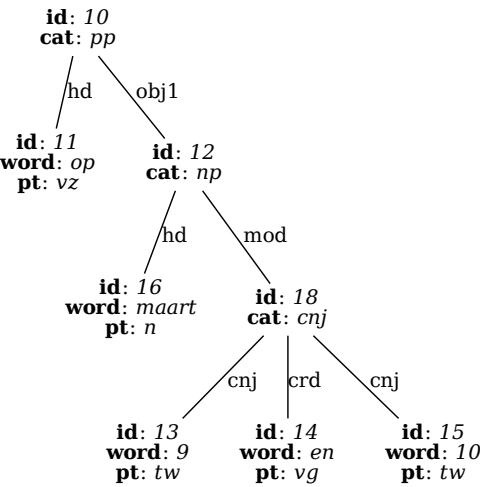 id: 10
cat: pp
hd
obj1
id: 11
word: op
pt: vz
id: 12
cat: np
hd
mod
id: 16
word: maart
pt: n
id: 18
cat: cnj
cnj
crd
cnj
id: 13
word: 9
pt: tw
id: 14
word: en
pt: vg
id: 15
word: 10
pt: tw